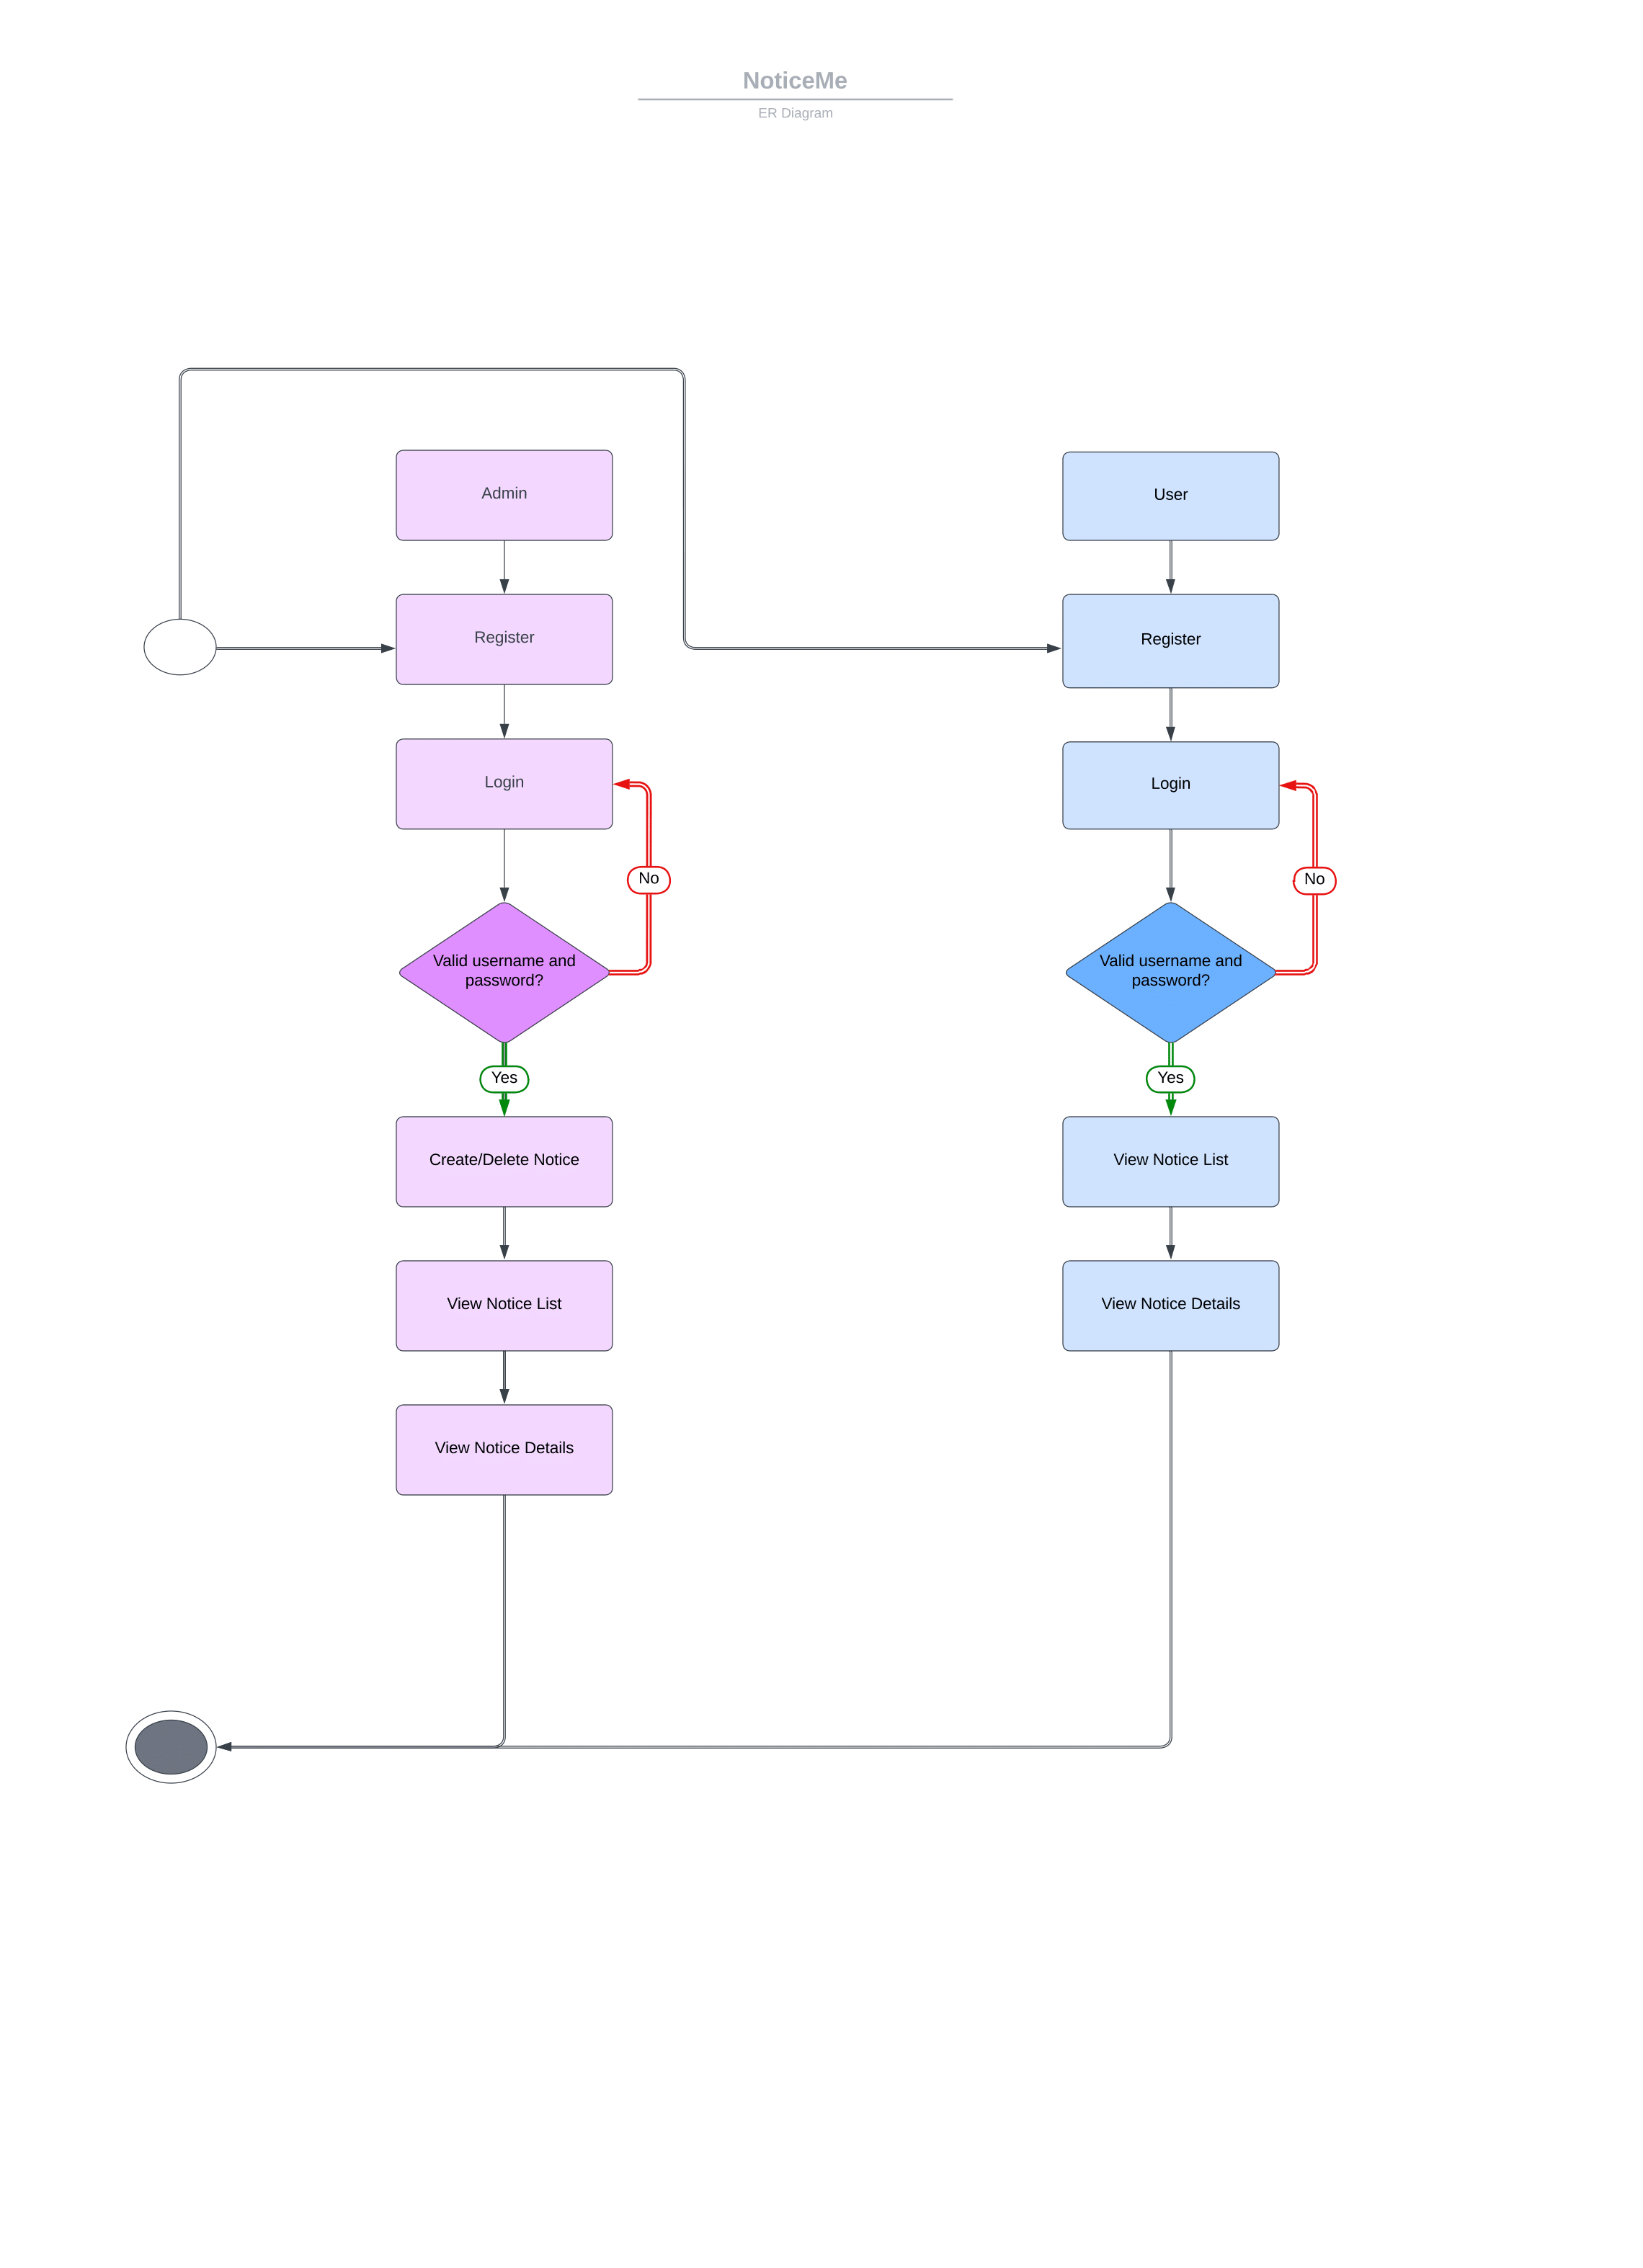 NoticeMe
ER Diagram
Admin
Register
Login
No
Valid username and
password?
Yes
Create/Delete Notice
View Notice List
View Notice Details
User
Register
Login
No
Valid username and
password?
Yes
View Notice List
View Notice Details